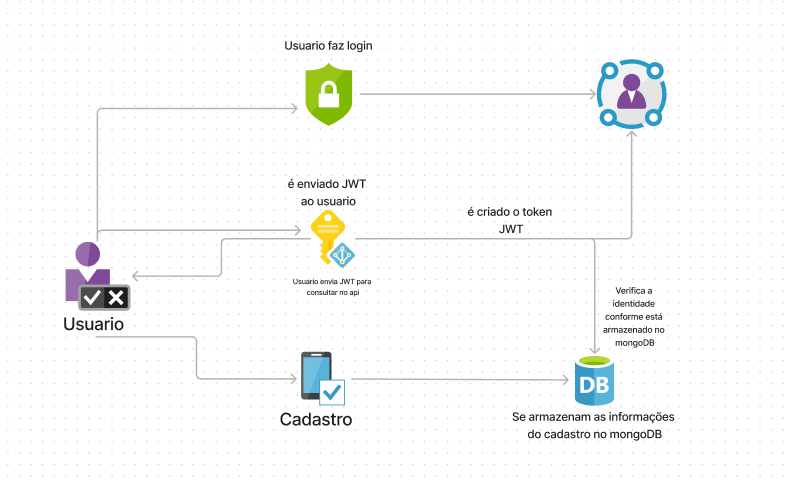 Usuario faz login
é enviado JWT
ao usuario
é criado o token
JWT
Usuario envia JWT para
consultar no api
Verifica a
identidade
conforme está
armazenado no
mongoDB
Usuario
DB
Cadastro
Se armazenam as informações
do cadastro no mongoDB